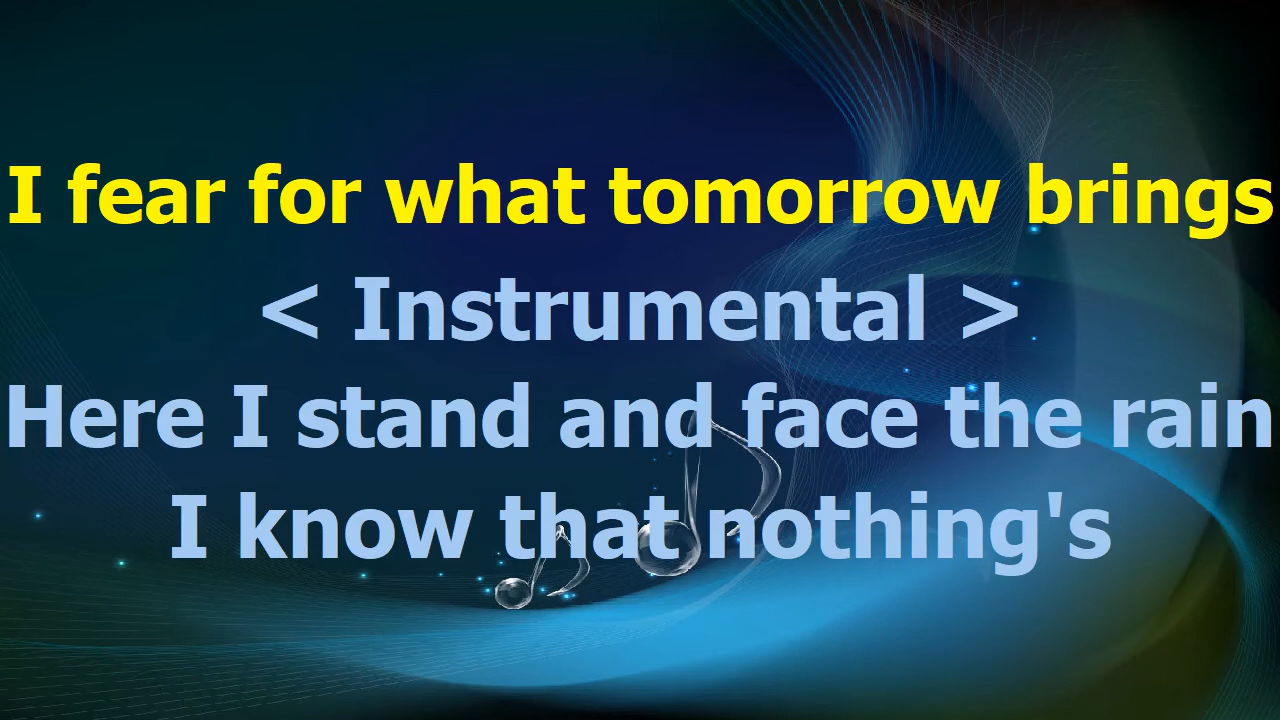 I fear for what tomorrow brings
< Instrumental >
Here I stand and face the rain
I know that nothing's